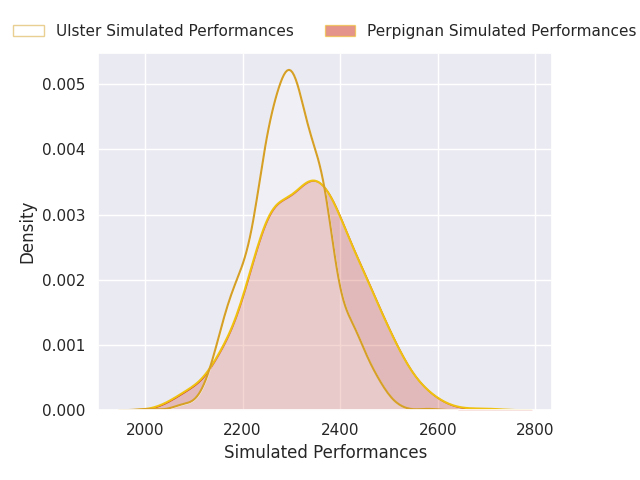 Ulster Simulated Performances
Perpignan Simulated Performances
0.005
0.004
0.003
0.002
0.001
0.000
Density
2000
2200
2400
2600
2800
Simulated Performances